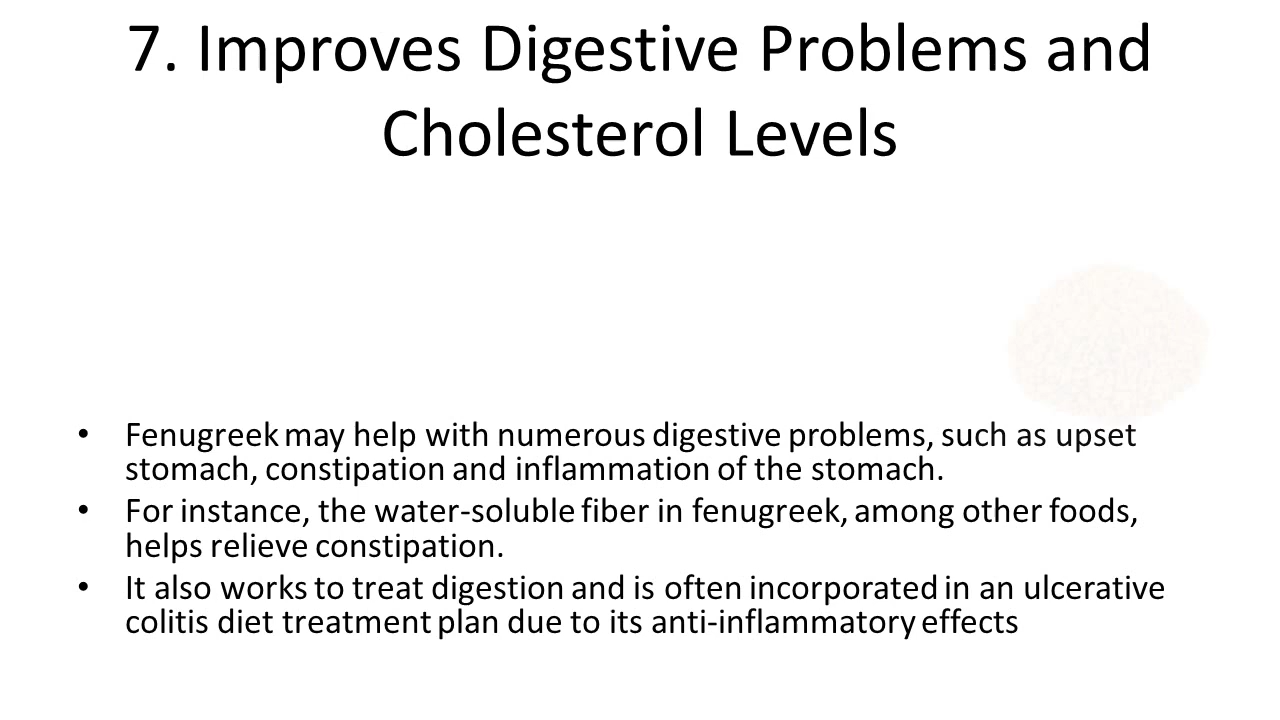 7. Improves Digestive Problems and
Cholesterol Levels
• Fenugreek may help with numerous digestive problems, such as upset
stomach, constipation and inflammation of the stomach.
• For instance, the water-soluble fiber in fenugreek, among other foods,
helps relieve constipation.
• It also works to treat digestion and is often incorporated in an ulcerative
colitis diet treatment plan due to its anti-inflammatory effects